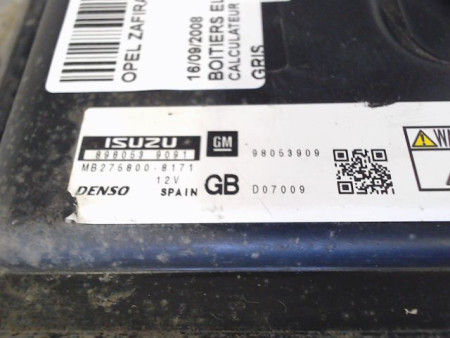 OPEL ZAFIRA
16/09/2008
BOITIERS EL
CALCULATEUR
GRIS
ISUZU
898053 9091
MB275800-8171
12V
DENSO
SPAIN
GM
98053909
GB
D07009